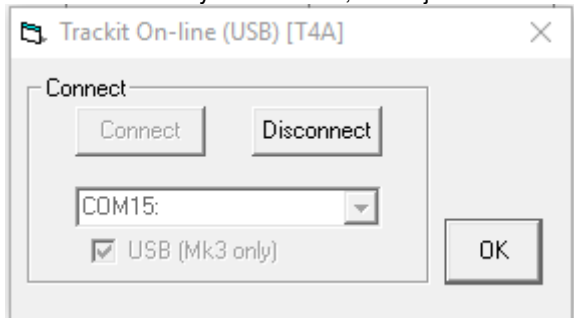 Trackit On-line (USB) [T4A]
Connect
Connect Disconnect
COM15:
USB (Mk3 only)
OK